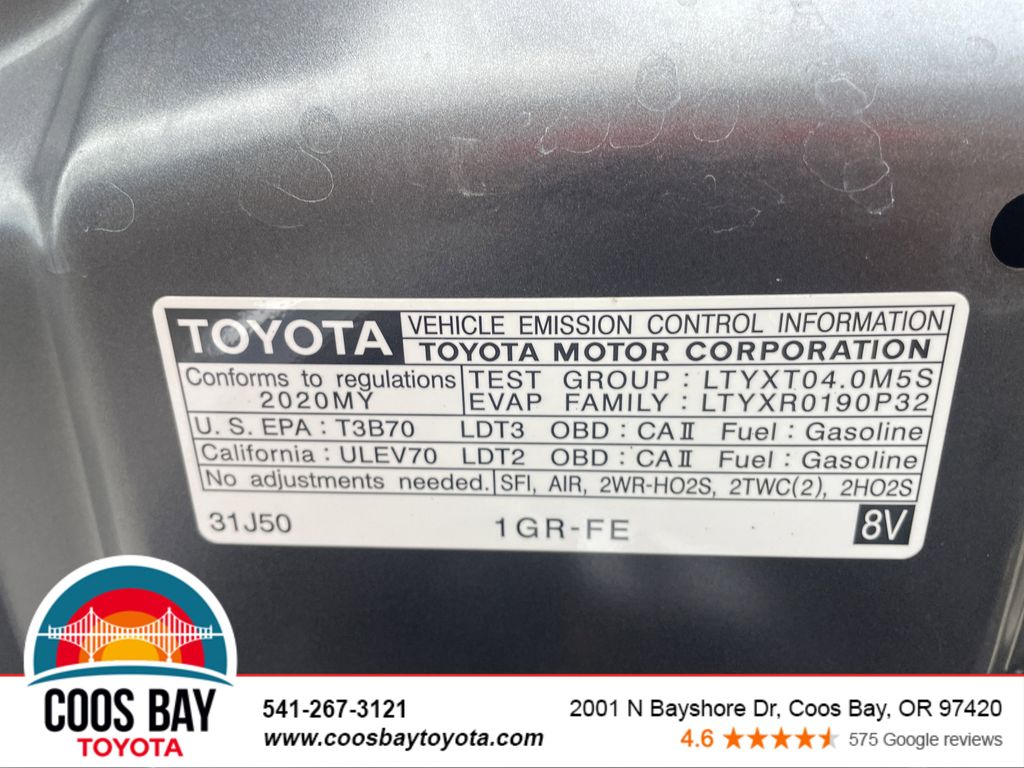 TOYOTA
VEHICLE EMISSION CONTROL INFORMATION
TOYOTA MOTOR CORPORATION
Conforms to regulations
2020MY
TEST GROUP : LTYXT04.0M5S
EVAP FAMILY : LTYXR0190P32
U.S. EPA : T3B70 LDT3 OBD : CAⅡ Fuel : Gasoline
California : ULEV70 LDT2 OBD : CAⅡ Fuel : Gasoline
No adjustments needed. SFI, AIR, 2WR-HO2S, 2TWC(2), 2HO2S
31J50 1GR-FE 8V
COOS BAY
TOYOTA
541-267-3121
www.coosbaytoyota.com
2001 N Bayshore Dr, Coos Bay, OR 97420
4.6 575 Google reviews